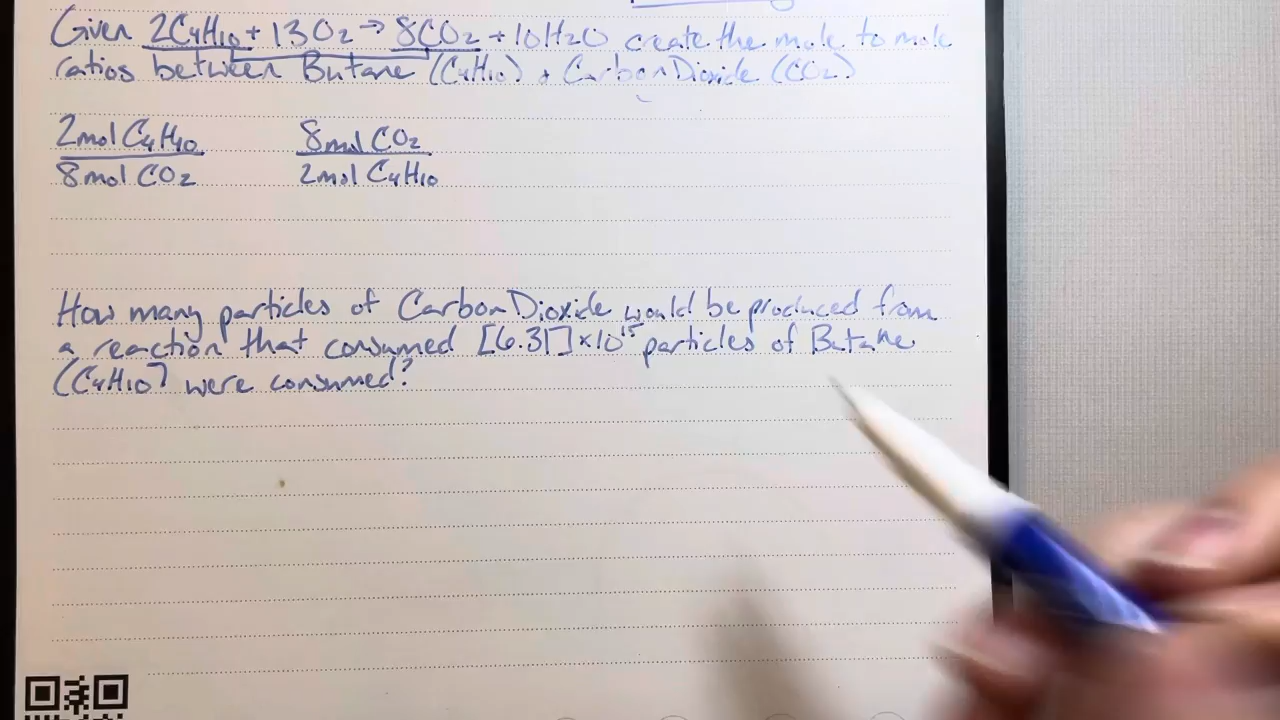 Given 2C4H10 + 13O2 → 8CO2 + 10H2O create the mole to mole
ratios between Butane (C4H10) + Carbon Dioxide (CO2)
2mol C4H10
8mol CO2
8mol CO2
2mol C4H10
How many particles of Carbon Dioxide would be produced from
a reaction that consumed [6.31]×10^15 particles of Butane
(C4H10) were consumed?